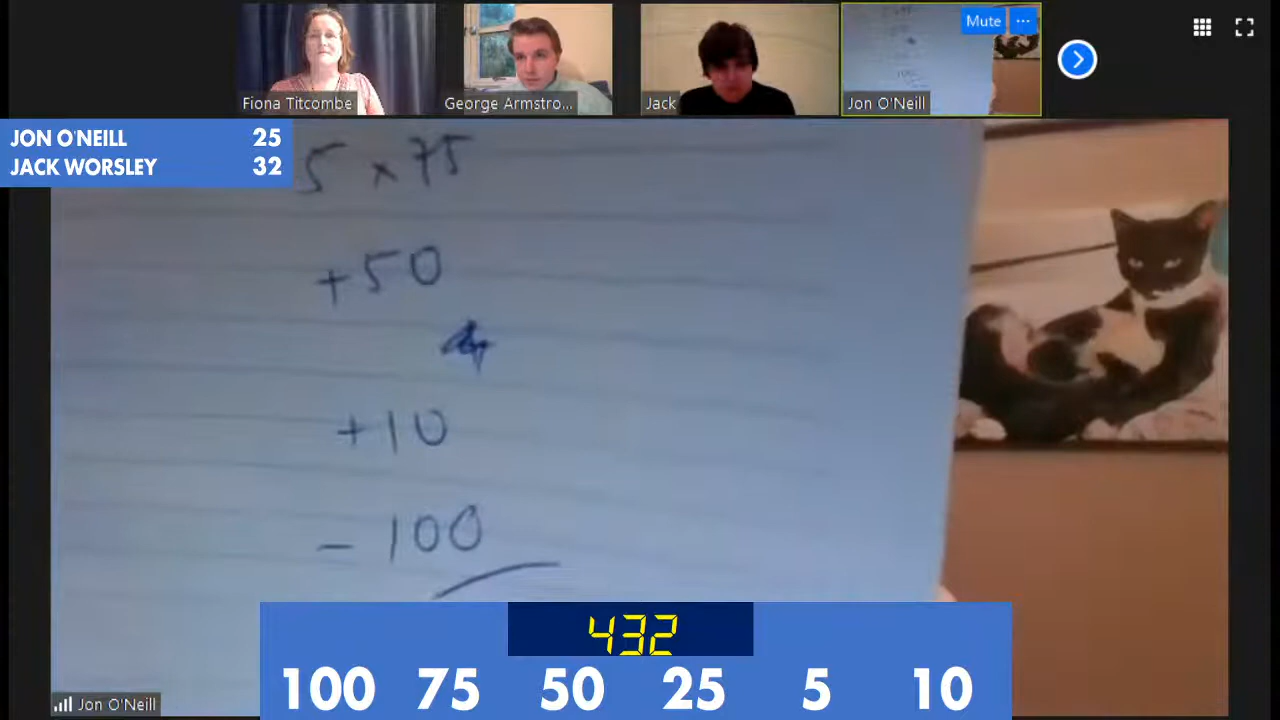 Mute ...
Fiona Titcombe
George Armstro...
Jack
Jon O'Neill
JON O'NEILL 25
JACK WORSLEY 32
5 x 75
+50
+10
- 100
432
100 75 50 25 5 10
Jon O'Neill